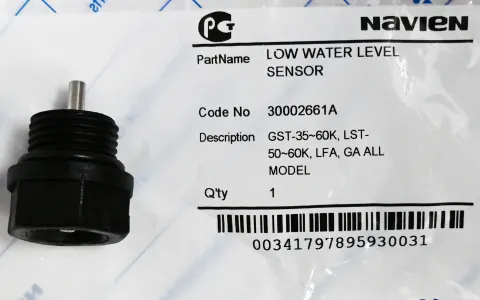 NAVIEN
PartName LOW WATER LEVEL
SENSOR
Code No 30002661A
Description GST-35~60K, LST-
50~60K, LFA, GA ALL
MODEL
Q'ty 1
00341797895930031